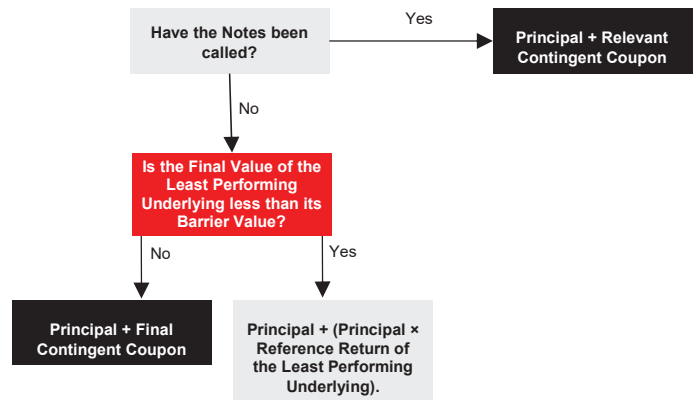 Have the Notes been
called?
Yes
Principal + Relevant
Contingent Coupon
No
Is the Final Value of the
Least Performing
Underlying less than its
Barrier Value?
No
Yes
Principal + Final
Contingent Coupon
Principal + (Principal ×
Reference Return of
the Least Performing
Underlying).